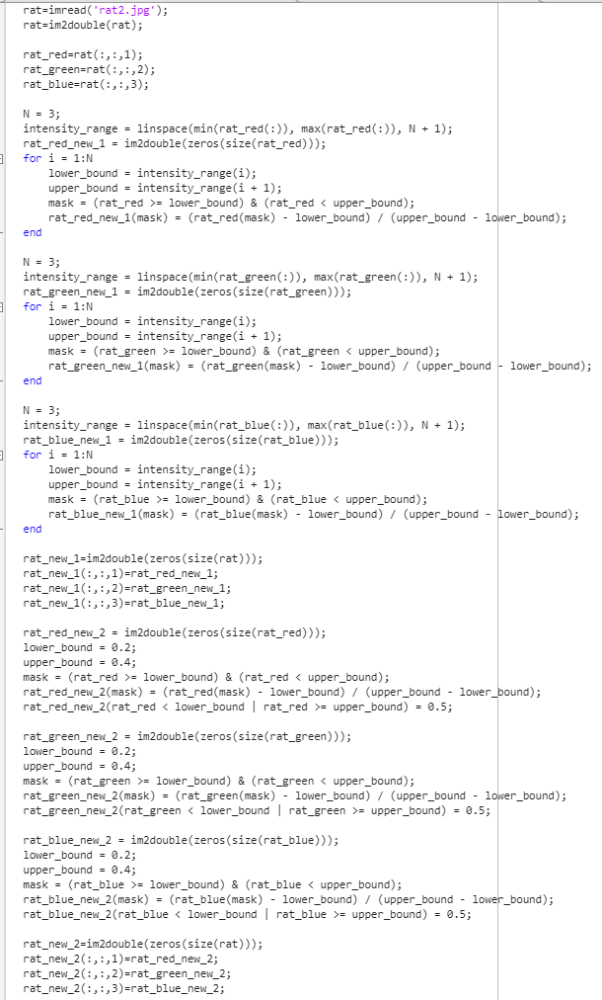 rat=imread('rat2.jpg');
rat=im2double(rat);
rat_red=rat(:,:,1);
rat_green=rat(:,:,2);
rat_blue=rat(:,:,3);
N = 3;
intensity_range = linspace(min(rat_red(:)), max(rat_red(:)), N + 1);
rat_red_new_1 = im2double(zeros(size(rat_red)));
for i = 1:N
    lower_bound = intensity_range(i);
    upper_bound = intensity_range(i + 1);
    mask = (rat_red >= lower_bound) & (rat_red < upper_bound);
    rat_red_new_1(mask) = (rat_red(mask) - lower_bound) / (upper_bound - lower_bound);
end
N = 3;
intensity_range = linspace(min(rat_green(:)), max(rat_green(:)), N + 1);
rat_green_new_1 = im2double(zeros(size(rat_green)));
for i = 1:N
    lower_bound = intensity_range(i);
    upper_bound = intensity_range(i + 1);
    mask = (rat_green >= lower_bound) & (rat_green < upper_bound);
    rat_green_new_1(mask) = (rat_green(mask) - lower_bound) / (upper_bound - lower_bound);
end
N = 3;
intensity_range = linspace(min(rat_blue(:)), max(rat_blue(:)), N + 1);
rat_blue_new_1 = im2double(zeros(size(rat_blue)));
for i = 1:N
    lower_bound = intensity_range(i);
    upper_bound = intensity_range(i + 1);
    mask = (rat_blue >= lower_bound) & (rat_blue < upper_bound);
    rat_blue_new_1(mask) = (rat_blue(mask) - lower_bound) / (upper_bound - lower_bound);
end
rat_new_1=im2double(zeros(size(rat)));
rat_new_1(:,:,1)=rat_red_new_1;
rat_new_1(:,:,2)=rat_green_new_1;
rat_new_1(:,:,3)=rat_blue_new_1;
rat_red_new_2 = im2double(zeros(size(rat_red)));
lower_bound = 0.2;
upper_bound = 0.4;
mask = (rat_red >= lower_bound) & (rat_red < upper_bound);
rat_red_new_2(mask) = (rat_red(mask) - lower_bound) / (upper_bound - lower_bound);
rat_red_new_2(rat_red < lower_bound | rat_red >= upper_bound) = 0.5;
rat_green_new_2 = im2double(zeros(size(rat_green)));
lower_bound = 0.2;
upper_bound = 0.4;
mask = (rat_green >= lower_bound) & (rat_green < upper_bound);
rat_green_new_2(mask) = (rat_green(mask) - lower_bound) / (upper_bound - lower_bound);
rat_green_new_2(rat_green < lower_bound | rat_green >= upper_bound) = 0.5;
rat_blue_new_2 = im2double(zeros(size(rat_blue)));
lower_bound = 0.2;
upper_bound = 0.4;
mask = (rat_blue >= lower_bound) & (rat_blue < upper_bound);
rat_blue_new_2(mask) = (rat_blue(mask) - lower_bound) / (upper_bound - lower_bound);
rat_blue_new_2(rat_blue < lower_bound | rat_blue >= upper_bound) = 0.5;
rat_new_2=im2double(zeros(size(rat)));
rat_new_2(:,:,1)=rat_red_new_2;
rat_new_2(:,:,2)=rat_green_new_2;
rat_new_2(:,:,3)=rat_blue_new_2;